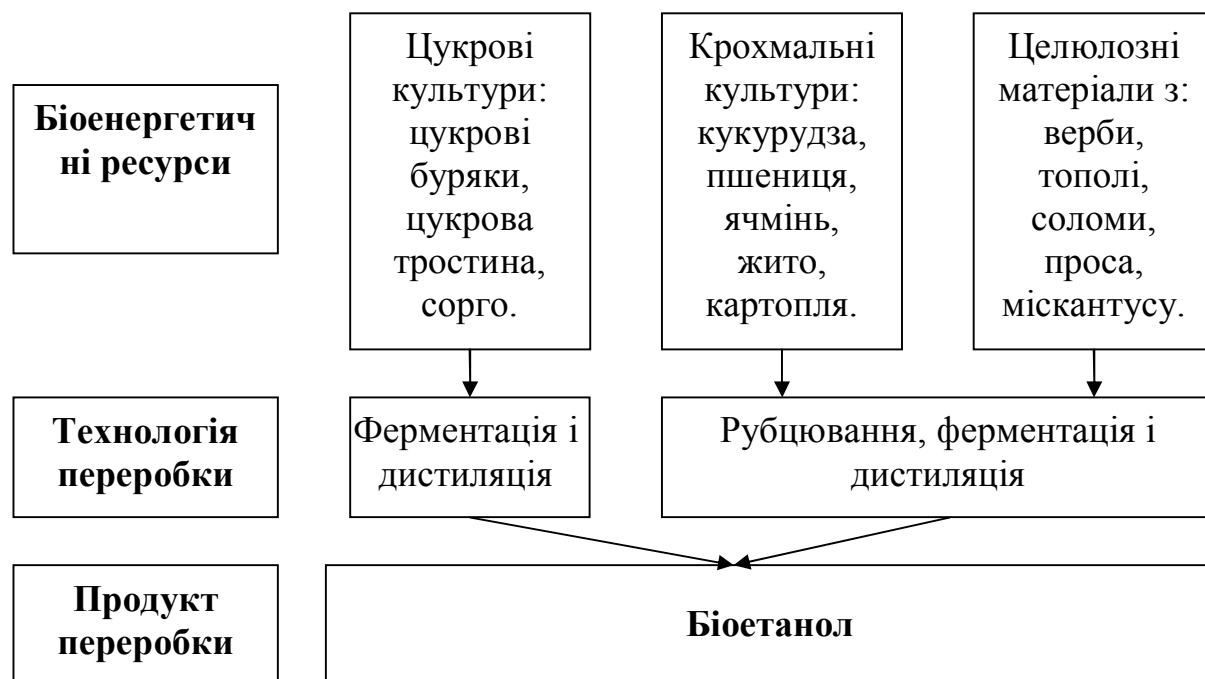 Біоенергетич
ні ресурси
Цукрові
культури:
цукрові
буряки,
цукрова
тростина,
сорго.
Крохмальні
культури:
кукурудза,
пшениця,
ячмінь,
жито,
картопля.
Целюлозні
матеріали з:
верби,
тополі,
соломи,
проса,
міскантусу.
Технологія
переробки
Ферментація і
дистиляція
Рубцювання, ферментація і
дистиляція
Продукт
переробки
Біоетанол